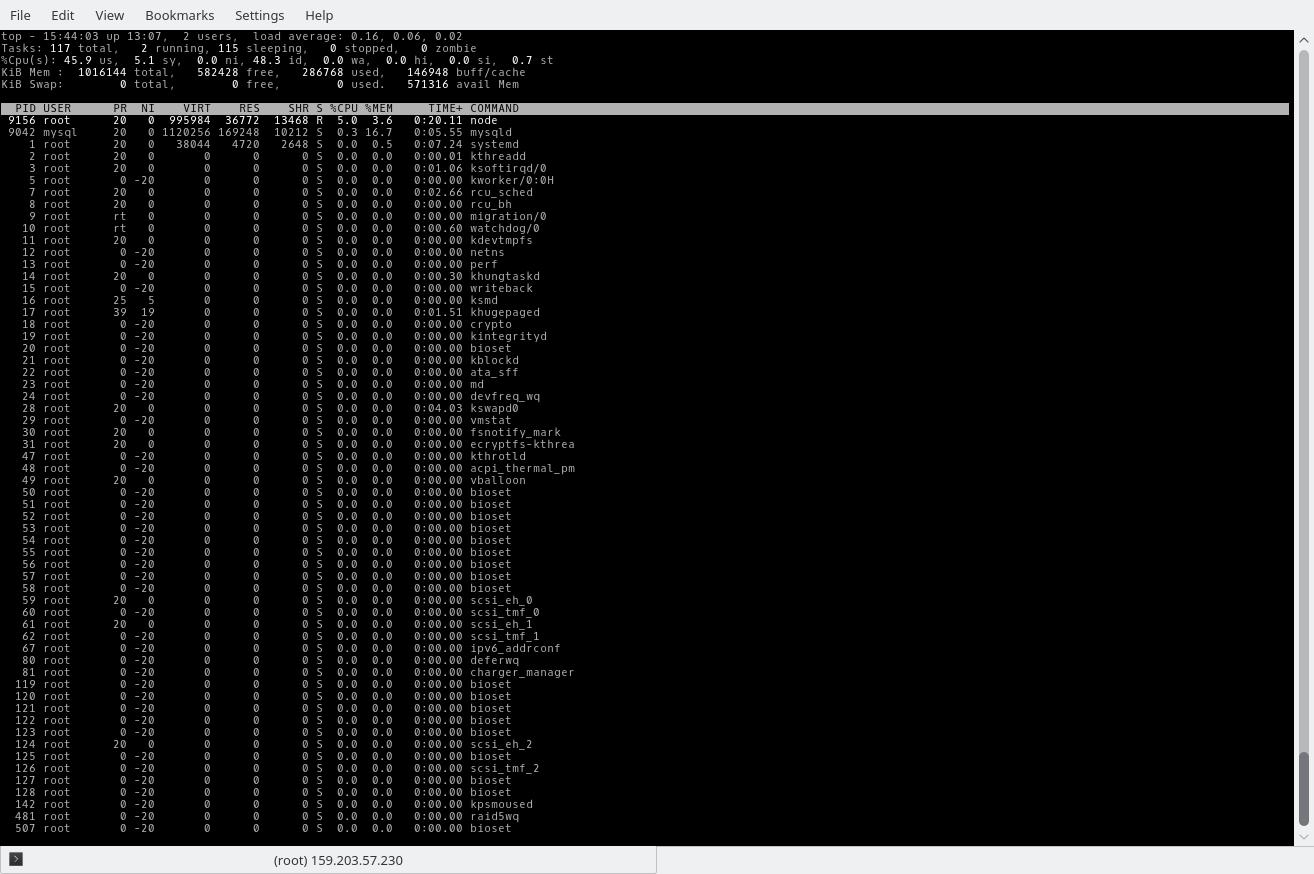 File Edit View Bookmarks Settings Help
top - 15:44:03 up 13:07,  2 users,  load average: 0.16, 0.06, 0.02
Tasks: 117 total,   2 running, 115 sleeping,   0 stopped,   0 zombie
%Cpu(s): 45.9 us,  5.1 sy,  0.0 ni, 48.3 id,  0.0 wa,  0.0 hi,  0.0 si,  0.7 st
KiB Mem :  1016144 total,   582428 free,   286768 used,   146948 buff/cache
KiB Swap:        0 total,        0 free,        0 used.   571316 avail Mem
PID USER PR NI VIRT RES SHR S %CPU %MEM TIME+ COMMAND
9156 root 20 0 995984 36772 13468 R 5.0 3.6 0:20.11 node
9042 mysql 20 0 1120256 169248 10212 S 0.3 16.7 0:05.55 mysqld
1 root 20 0 38044 4720 2648 S 0.0 0.5 0:07.24 systemd
2 root 20 0 0 0 0 S 0.0 0.0 0:00.01 kthreadd
3 root 20 0 0 0 0 S 0.0 0.0 0:01.06 ksoftirqd/0
5 root 0 -20 0 0 0 S 0.0 0.0 0:00.00 kworker/0:0H
7 root 20 0 0 0 0 S 0.0 0.0 0:02.66 rcu_sched
8 root 20 0 0 0 0 S 0.0 0.0 0:00.00 rcu_bh
9 root rt 0 0 0 0 S 0.0 0.0 0:00.00 migration/0
10 root rt 0 0 0 0 S 0.0 0.0 0:00.60 watchdog/0
11 root 20 0 0 0 0 S 0.0 0.0 0:00.00 kdevtmpfs
12 root 0 -20 0 0 0 S 0.0 0.0 0:00.00 netns
13 root 0 -20 0 0 0 S 0.0 0.0 0:00.00 perf
14 root 20 0 0 0 0 S 0.0 0.0 0:00.30 khungtaskd
15 root 0 -20 0 0 0 S 0.0 0.0 0:00.00 writeback
16 root 25 5 0 0 0 S 0.0 0.0 0:00.00 ksmd
17 root 39 19 0 0 0 S 0.0 0.0 0:01.51 khugepaged
18 root 0 -20 0 0 0 S 0.0 0.0 0:00.00 crypto
19 root 0 -20 0 0 0 S 0.0 0.0 0:00.00 kintegrityd
20 root 0 -20 0 0 0 S 0.0 0.0 0:00.00 bioset
21 root 0 -20 0 0 0 S 0.0 0.0 0:00.00 kblockd
22 root 0 -20 0 0 0 S 0.0 0.0 0:00.00 ata_sff
23 root 0 -20 0 0 0 S 0.0 0.0 0:00.00 md
24 root 0 -20 0 0 0 S 0.0 0.0 0:00.00 devfreq_wq
28 root 20 0 0 0 0 S 0.0 0.0 0:04.03 kswapd0
29 root 0 -20 0 0 0 S 0.0 0.0 0:00.00 vmstat
30 root 20 0 0 0 0 S 0.0 0.0 0:00.00 fsnotify_mark
31 root 20 0 0 0 0 S 0.0 0.0 0:00.00 ecryptfs-kthrea
47 root 0 -20 0 0 0 S 0.0 0.0 0:00.00 kthrotld
48 root 0 -20 0 0 0 S 0.0 0.0 0:00.00 acpi_thermal_pm
49 root 20 0 0 0 0 S 0.0 0.0 0:00.00 vballoon
50 root 0 -20 0 0 0 S 0.0 0.0 0:00.00 bioset
51 root 0 -20 0 0 0 S 0.0 0.0 0:00.00 bioset
52 root 0 -20 0 0 0 S 0.0 0.0 0:00.00 bioset
53 root 0 -20 0 0 0 S 0.0 0.0 0:00.00 bioset
54 root 0 -20 0 0 0 S 0.0 0.0 0:00.00 bioset
55 root 0 -20 0 0 0 S 0.0 0.0 0:00.00 bioset
56 root 0 -20 0 0 0 S 0.0 0.0 0:00.00 bioset
57 root 0 -20 0 0 0 S 0.0 0.0 0:00.00 bioset
58 root 0 -20 0 0 0 S 0.0 0.0 0:00.00 bioset
59 root 20 0 0 0 0 S 0.0 0.0 0:00.00 scsi_eh_0
60 root 0 -20 0 0 0 S 0.0 0.0 0:00.00 scsi_tmf_0
61 root 20 0 0 0 0 S 0.0 0.0 0:00.00 scsi_eh_1
62 root 0 -20 0 0 0 S 0.0 0.0 0:00.00 scsi_tmf_1
67 root 0 -20 0 0 0 S 0.0 0.0 0:00.00 ipv6_addrconf
80 root 0 -20 0 0 0 S 0.0 0.0 0:00.00 deferwq
81 root 0 -20 0 0 0 S 0.0 0.0 0:00.00 charger_manager
119 root 0 -20 0 0 0 S 0.0 0.0 0:00.00 bioset
120 root 0 -20 0 0 0 S 0.0 0.0 0:00.00 bioset
121 root 0 -20 0 0 0 S 0.0 0.0 0:00.00 bioset
122 root 0 -20 0 0 0 S 0.0 0.0 0:00.00 bioset
123 root 0 -20 0 0 0 S 0.0 0.0 0:00.00 bioset
124 root 20 0 0 0 0 S 0.0 0.0 0:00.00 scsi_eh_2
125 root 0 -20 0 0 0 S 0.0 0.0 0:00.00 bioset
126 root 0 -20 0 0 0 S 0.0 0.0 0:00.00 scsi_tmf_2
127 root 0 -20 0 0 0 S 0.0 0.0 0:00.00 bioset
128 root 0 -20 0 0 0 S 0.0 0.0 0:00.00 bioset
142 root 0 -20 0 0 0 S 0.0 0.0 0:00.00 kpsmoused
481 root 0 -20 0 0 0 S 0.0 0.0 0:00.00 raid5wq
507 root 0 -20 0 0 0 S 0.0 0.0 0:00.00 bioset
(root) 159.203.57.230